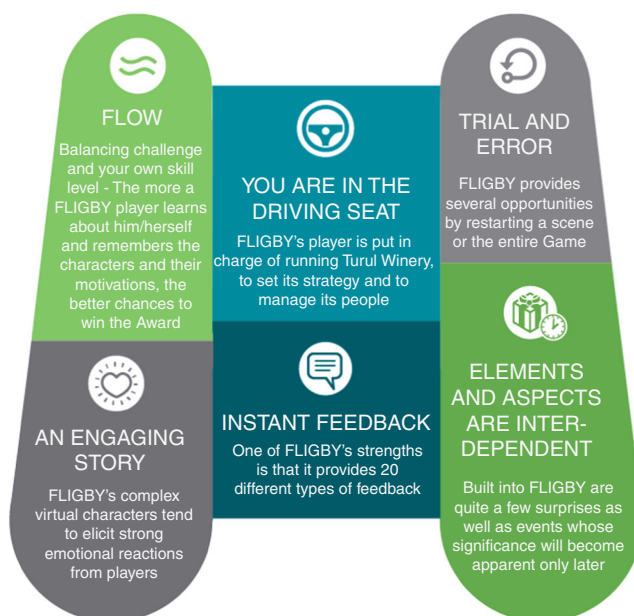 FLOW
Balancing challenge
and your own skill
level - The more a
FLIGBY player learns
about him/herself
and remembers the
characters and their
motivations, the
better chances to
win the Award
AN ENGAGING
STORY
FLIGBY's complex
virtual characters tend
to elicit strong
emotional reactions
from players
YOU ARE IN THE
DRIVING SEAT
FLIGBY's player is put in
charge of running Turul Winery,
to set its strategy and to
manage its people
INSTANT FEEDBACK
One of FLIGBY's strengths
is that it provides 20
different types of feedback
TRIAL AND
ERROR
FLIGBY provides
several opportunities
by restarting a scene
or the entire Game
ELEMENTS
AND ASPECTS
ARE INTER-
DEPENDENT
Built into FLIGBY are
quite a few surprises as
well as events whose
significance will become
apparent only later